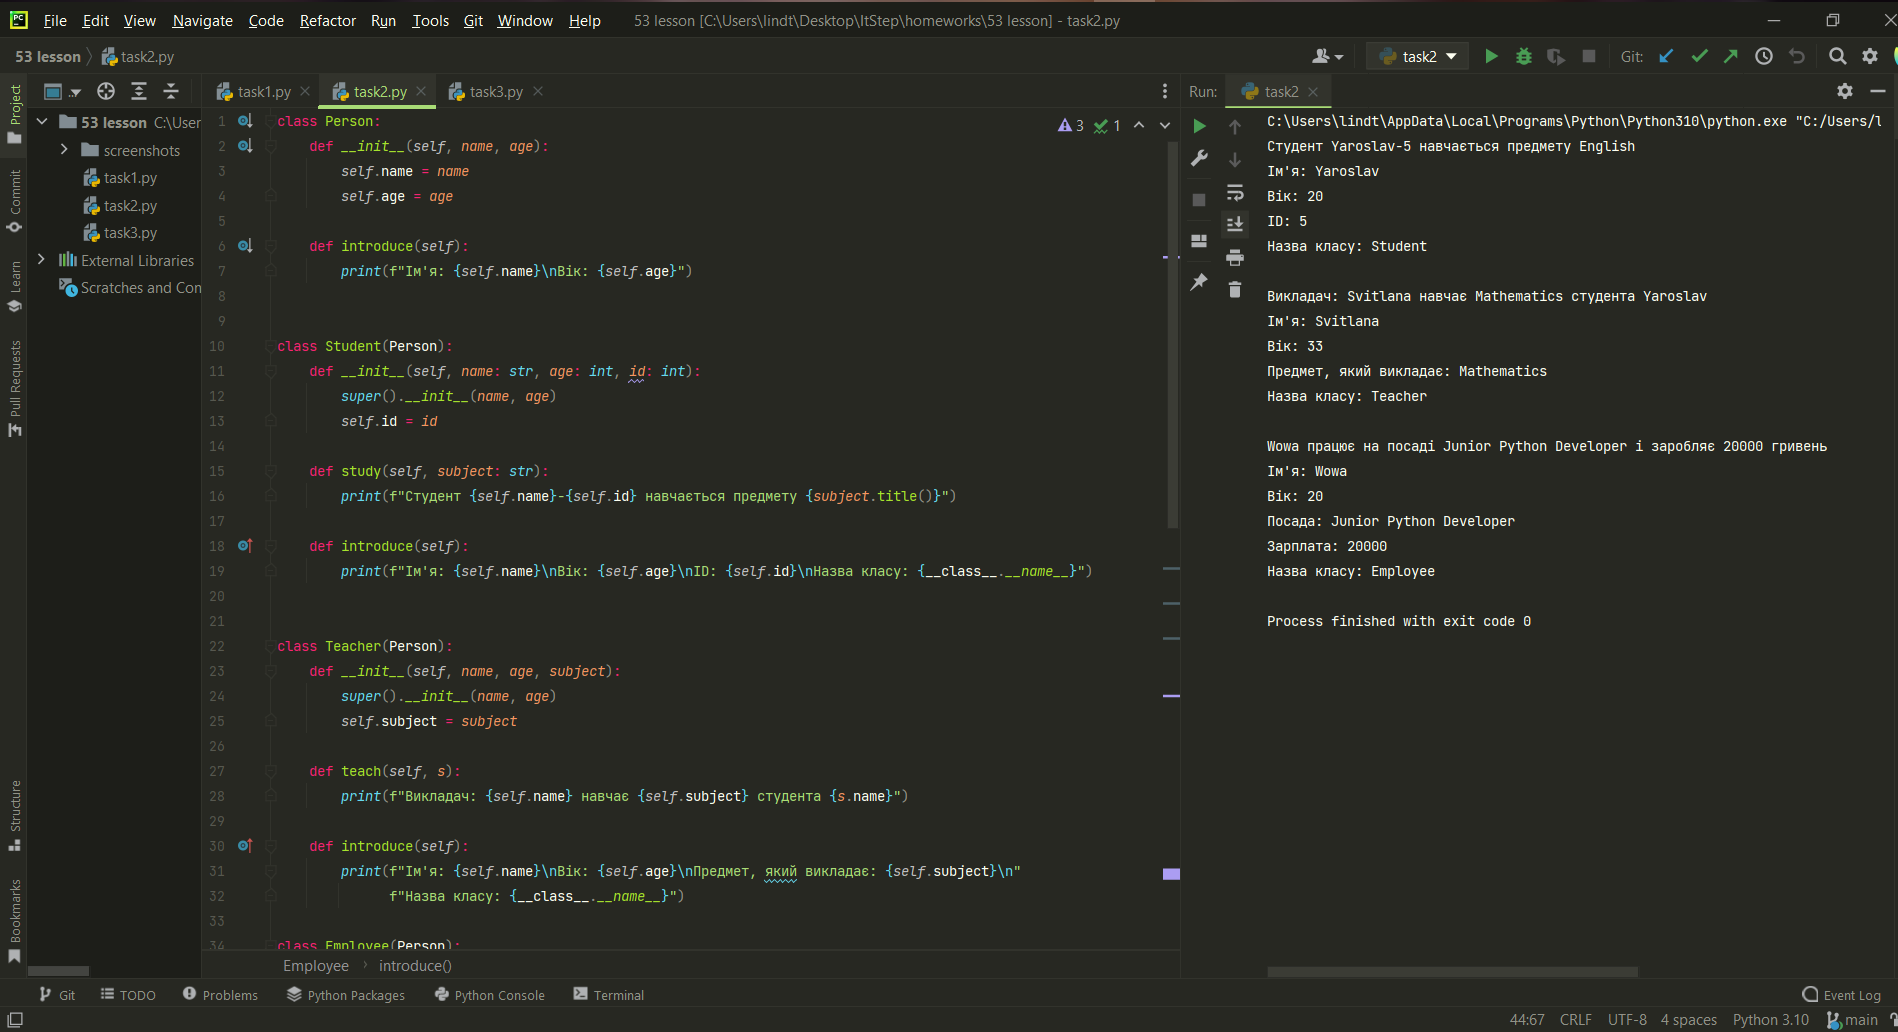 File Edit View Navigate Code Refactor Run Tools Git Window Help 53 lesson [C:\Users\lindt\Desktop\ItStep\homeworks\53 lesson] - task2.py
53 lesson task2.py task2 Git:
task1.py task2.py task3.py Run: task2
Project
Commit
Learn
Pull Requests
Structure
Bookmarks
53 lesson C:\User
screenshots
task1.py
task2.py
task3.py
External Libraries
Scratches and Con
3 1
1 class Person:
2 def __init__(self, name, age):
3 self.name = name
4 self.age = age
5
6 def introduce(self):
7 print(f"Ім'я: {self.name}\nВік: {self.age}")
8
9
10 class Student(Person):
11 def __init__(self, name: str, age: int, id: int):
12 super().__init__(name, age)
13 self.id = id
14
15 def study(self, subject: str):
16 print(f"Студент {self.name}-{self.id} навчається предмету {subject.title()}")
17
18 def introduce(self):
19 print(f"Ім'я: {self.name}\nВік: {self.age}\nID: {self.id}\nНазва класу: {__class__.__name__}")
20
21
22 class Teacher(Person):
23 def __init__(self, name, age, subject):
24 super().__init__(name, age)
25 self.subject = subject
26
27 def teach(self, s):
28 print(f"Викладач: {self.name} навчає {self.subject} студента {s.name}")
29
30 def introduce(self):
31 print(f"Ім'я: {self.name}\nВік: {self.age}\nПредмет, який викладає: {self.subject}\n"
32 f"Назва класу: {__class__.__name__}")
33
34 class Employee(Person):
Employee introduce()
C:\Users\lindt\AppData\Local\Programs\Python\Python310\python.exe "C:/Users/l
Студент Yaroslav-5 навчається предмету English
Ім'я: Yaroslav
Вік: 20
ID: 5
Назва класу: Student
Викладач: Svitlana навчає Mathematics студента Yaroslav
Ім'я: Svitlana
Вік: 33
Предмет, який викладає: Mathematics
Назва класу: Teacher
Wowa працює на посаді Junior Python Developer і заробляє 20000 гривень
Ім'я: Wowa
Вік: 20
Посада: Junior Python Developer
Зарплата: 20000
Назва класу: Employee
Process finished with exit code 0
Git TODO Problems Python Packages Python Console Terminal Event Log
44:67 CRLF UTF-8 4 spaces Python 3.10 main